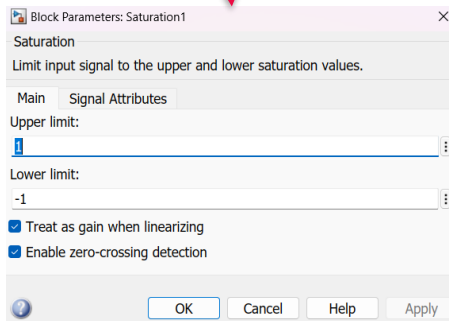 Block Parameters: Saturation1
Saturation
Limit input signal to the upper and lower saturation values.
Main Signal Attributes
Upper limit:
1
Lower limit:
-1
Treat as gain when linearizing
Enable zero-crossing detection
OK Cancel Help Apply